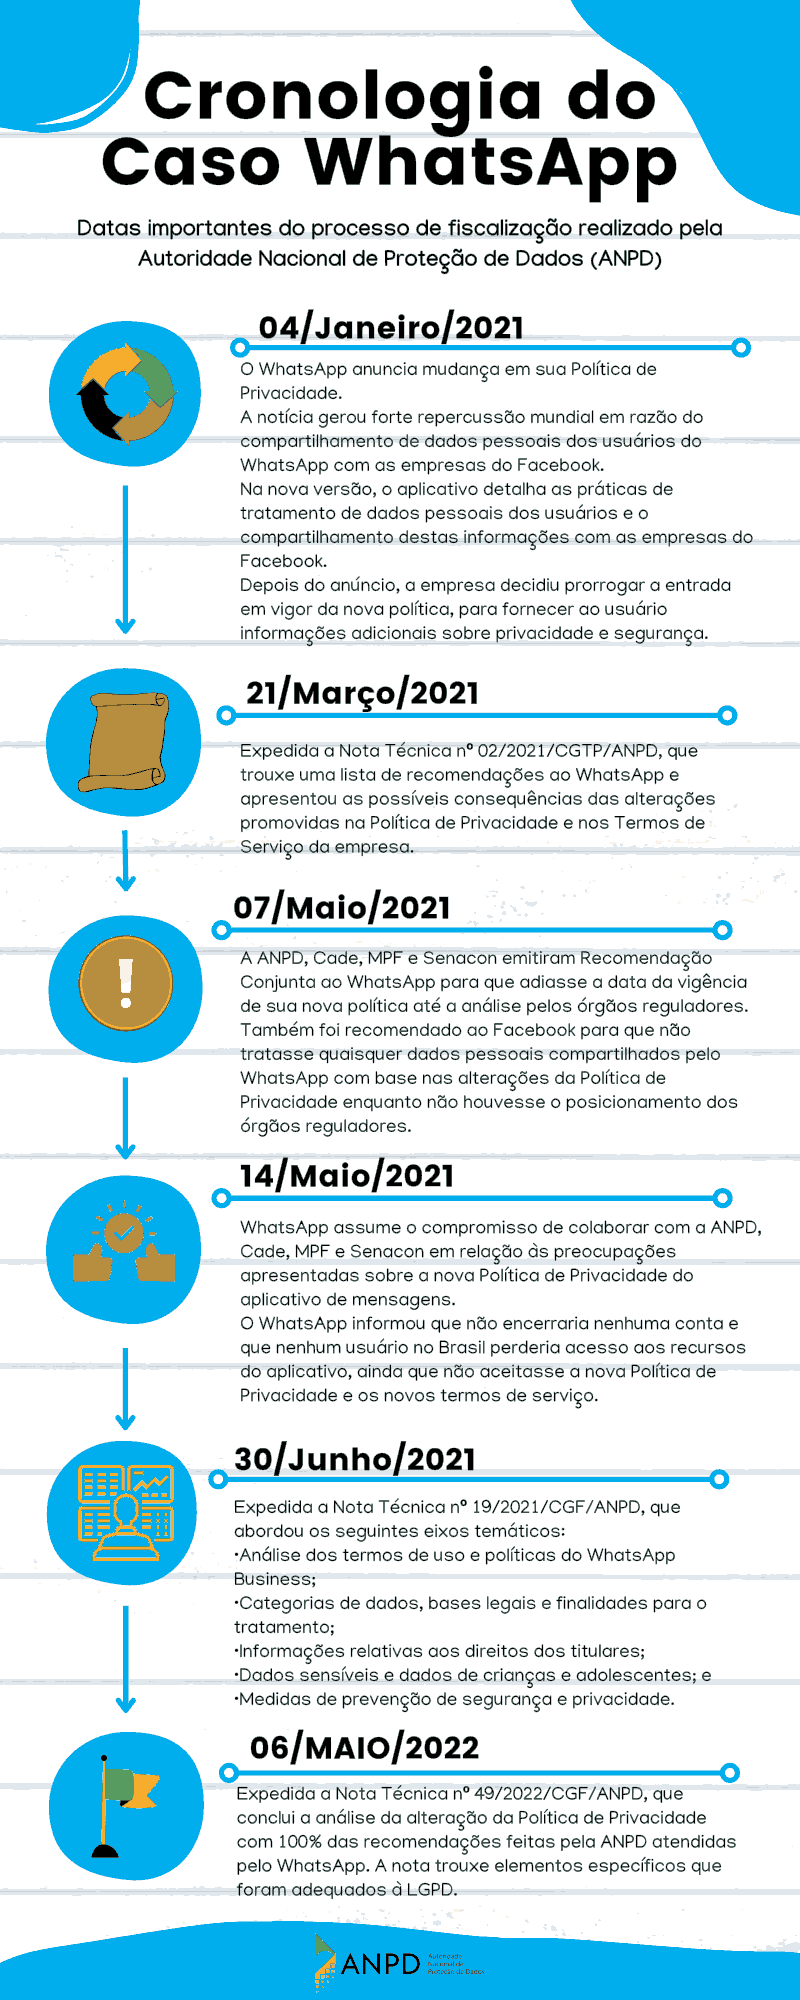 Cronologia do
Caso WhatsApp
Datas importantes do processo de fiscalização realizado pela
Autoridade Nacional de Proteção de Dados (ANPD)
04/Janeiro/2021
O WhatsApp anuncia mudança em sua Política de
Privacidade.
A notícia gerou forte repercussão mundial em razão do
compartilhamento de dados pessoais dos usuários do
WhatsApp com as empresas do Facebook.
Na nova versão, o aplicativo detalha as práticas de
tratamento de dados pessoais dos usuários e o
compartilhamento destas informações com as empresas do
Facebook.
Depois do anúncio, a empresa decidiu prorrogar a entrada
em vigor da nova política, para fornecer ao usuário
informações adicionais sobre privacidade e segurança.
21/Março/2021
Expedida a Nota Técnica nº 02/2021/CGTP/ANPD, que
trouxe uma lista de recomendações ao WhatsApp e
apresentou as possíveis consequências das alterações
promovidas na Política de Privacidade e nos Termos de
Serviço da empresa.
07/Maio/2021
A ANPD, Cade, MPF e Senacon emitiram Recomendação
Conjunta ao WhatsApp para que adiasse a data da vigência
de sua nova política até a análise pelos órgãos reguladores.
Também foi recomendado ao Facebook para que não
tratasse quaisquer dados pessoais compartilhados pelo
WhatsApp com base nas alterações da Política de
Privacidade enquanto não houvesse o posicionamento dos
órgãos reguladores.
14/Maio/2021
WhatsApp assume o compromisso de colaborar com a ANPD,
Cade, MPF e Senacon em relação às preocupações
apresentadas sobre a nova Política de Privacidade do
aplicativo de mensagens.
O WhatsApp informou que não encerraria nenhuma conta e
que nenhum usuário no Brasil perderia acesso aos recursos
do aplicativo, ainda que não aceitasse a nova Política de
Privacidade e os novos termos de serviço.
30/Junho/2021
Expedida a Nota Técnica nº 19/2021/CGF/ANPD, que
abordou os seguintes eixos temáticos:
·Análise dos termos de uso e políticas do WhatsApp
Business;
·Categorias de dados, bases legais e finalidades para o
tratamento;
·Informações relativas aos direitos dos titulares;
·Dados sensíveis e dados de crianças e adolescentes; e
·Medidas de prevenção de segurança e privacidade.
06/MAIO/2022
Expedida a Nota Técnica nº 49/2022/CGF/ANPD, que
conclui a análise da alteração da Política de Privacidade
com 100% das recomendações feitas pela ANPD atendidas
pelo WhatsApp. A nota trouxe elementos específicos que
foram adequados à LGPD.
ANPD
Autoridade
Nacional de
Proteção de Dados